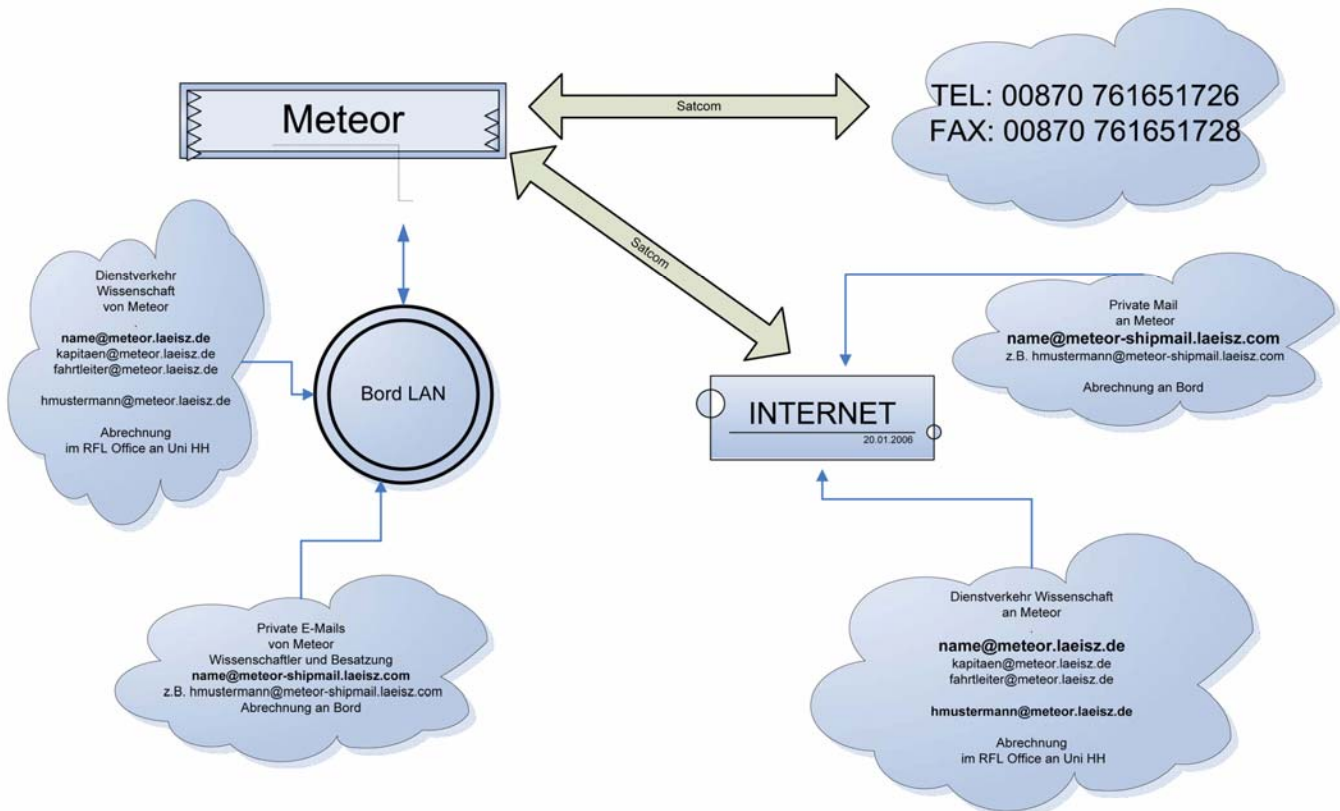 Meteor
Satcom
TEL: 00870 761651726
FAX: 00870 761651728
Satcom
Dienstverkehr
Wissenschaft
von Meteor
.
name@meteor.laeisz.de
kapitaen@meteor.laeisz.de
fahrtleiter@meteor.laeisz.de
hmustermann@meteor.laeisz.de
Abrechnung
im RFL Office an Uni HH
Bord LAN
Private Mail
an Meteor
name@meteor-shipmail.laeisz.com
z.B. hmustermann@meteor-shipmail.laeisz.com
Abrechnung an Bord
INTERNET
20.01.2006
Private E-Mails
von Meteor
Wissenschaftler und Besatzung
name@meteor-shipmail.laeisz.com
z.B. hmustermann@meteor-shipmail.laeisz.com
Abrechnung an Bord
Dienstverkehr Wissenschaft
an Meteor
.
name@meteor.laeisz.de
kapitaen@meteor.laeisz.de
fahrtleiter@meteor.laeisz.de
hmustermann@meteor.laeisz.de
Abrechnung
im RFL Office an Uni HH